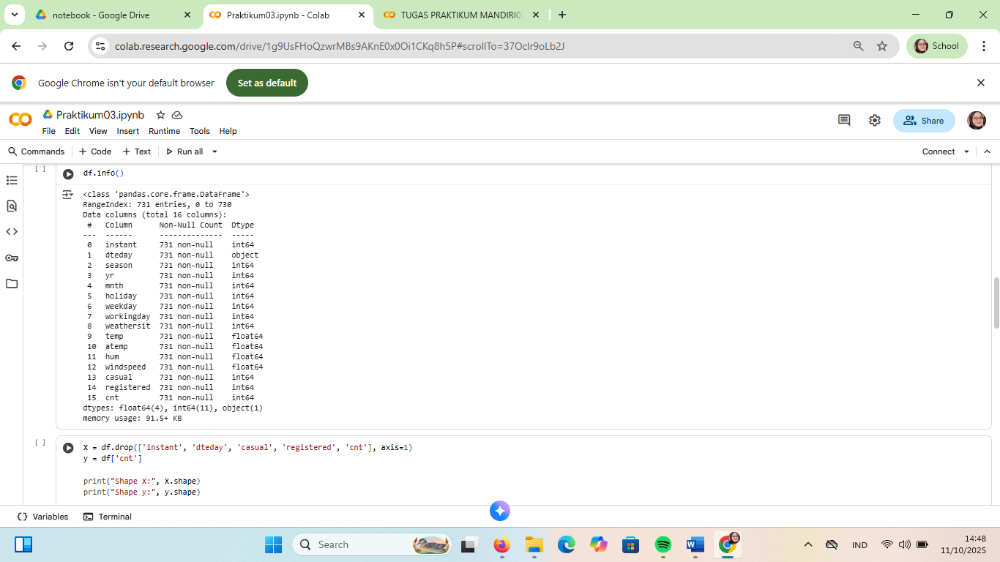 notebook - Google Drive
Praktikum03.ipynb - Colab
TUGAS PRAKTIKUM MANDIRI0
colab.research.google.com/drive/1g9UsFHoQzwrMBs9AKnE0x0Oi1CKq8h5P#scrollTo=37Oclr9oLb2J
School
Google Chrome isn't your default browser
Set as default
CO
Praktikum03.ipynb
File Edit View Insert Runtime Tools Help
Share
Commands + Code + Text Run all
Connect
[ ] df.info()
<class 'pandas.core.frame.DataFrame'>
RangeIndex: 731 entries, 0 to 730
Data columns (total 16 columns):
# Column Non-Null Count Dtype
--- ------ -------------- -----
0 instant 731 non-null int64
1 dteday 731 non-null object
2 season 731 non-null int64
3 yr 731 non-null int64
4 mnth 731 non-null int64
5 holiday 731 non-null int64
6 weekday 731 non-null int64
7 workingday 731 non-null int64
8 weathersit 731 non-null int64
9 temp 731 non-null float64
10 atemp 731 non-null float64
11 hum 731 non-null float64
12 windspeed 731 non-null float64
13 casual 731 non-null int64
14 registered 731 non-null int64
15 cnt 731 non-null int64
dtypes: float64(4), int64(11), object(1)
memory usage: 91.5+ KB
[ ] X = df.drop(['instant', 'dteday', 'casual', 'registered', 'cnt'], axis=1)
y = df['cnt']
print("Shape X:", X.shape)
print("Shape y:", y.shape)
{} Variables Terminal
Search
IND
14:48
11/10/2025